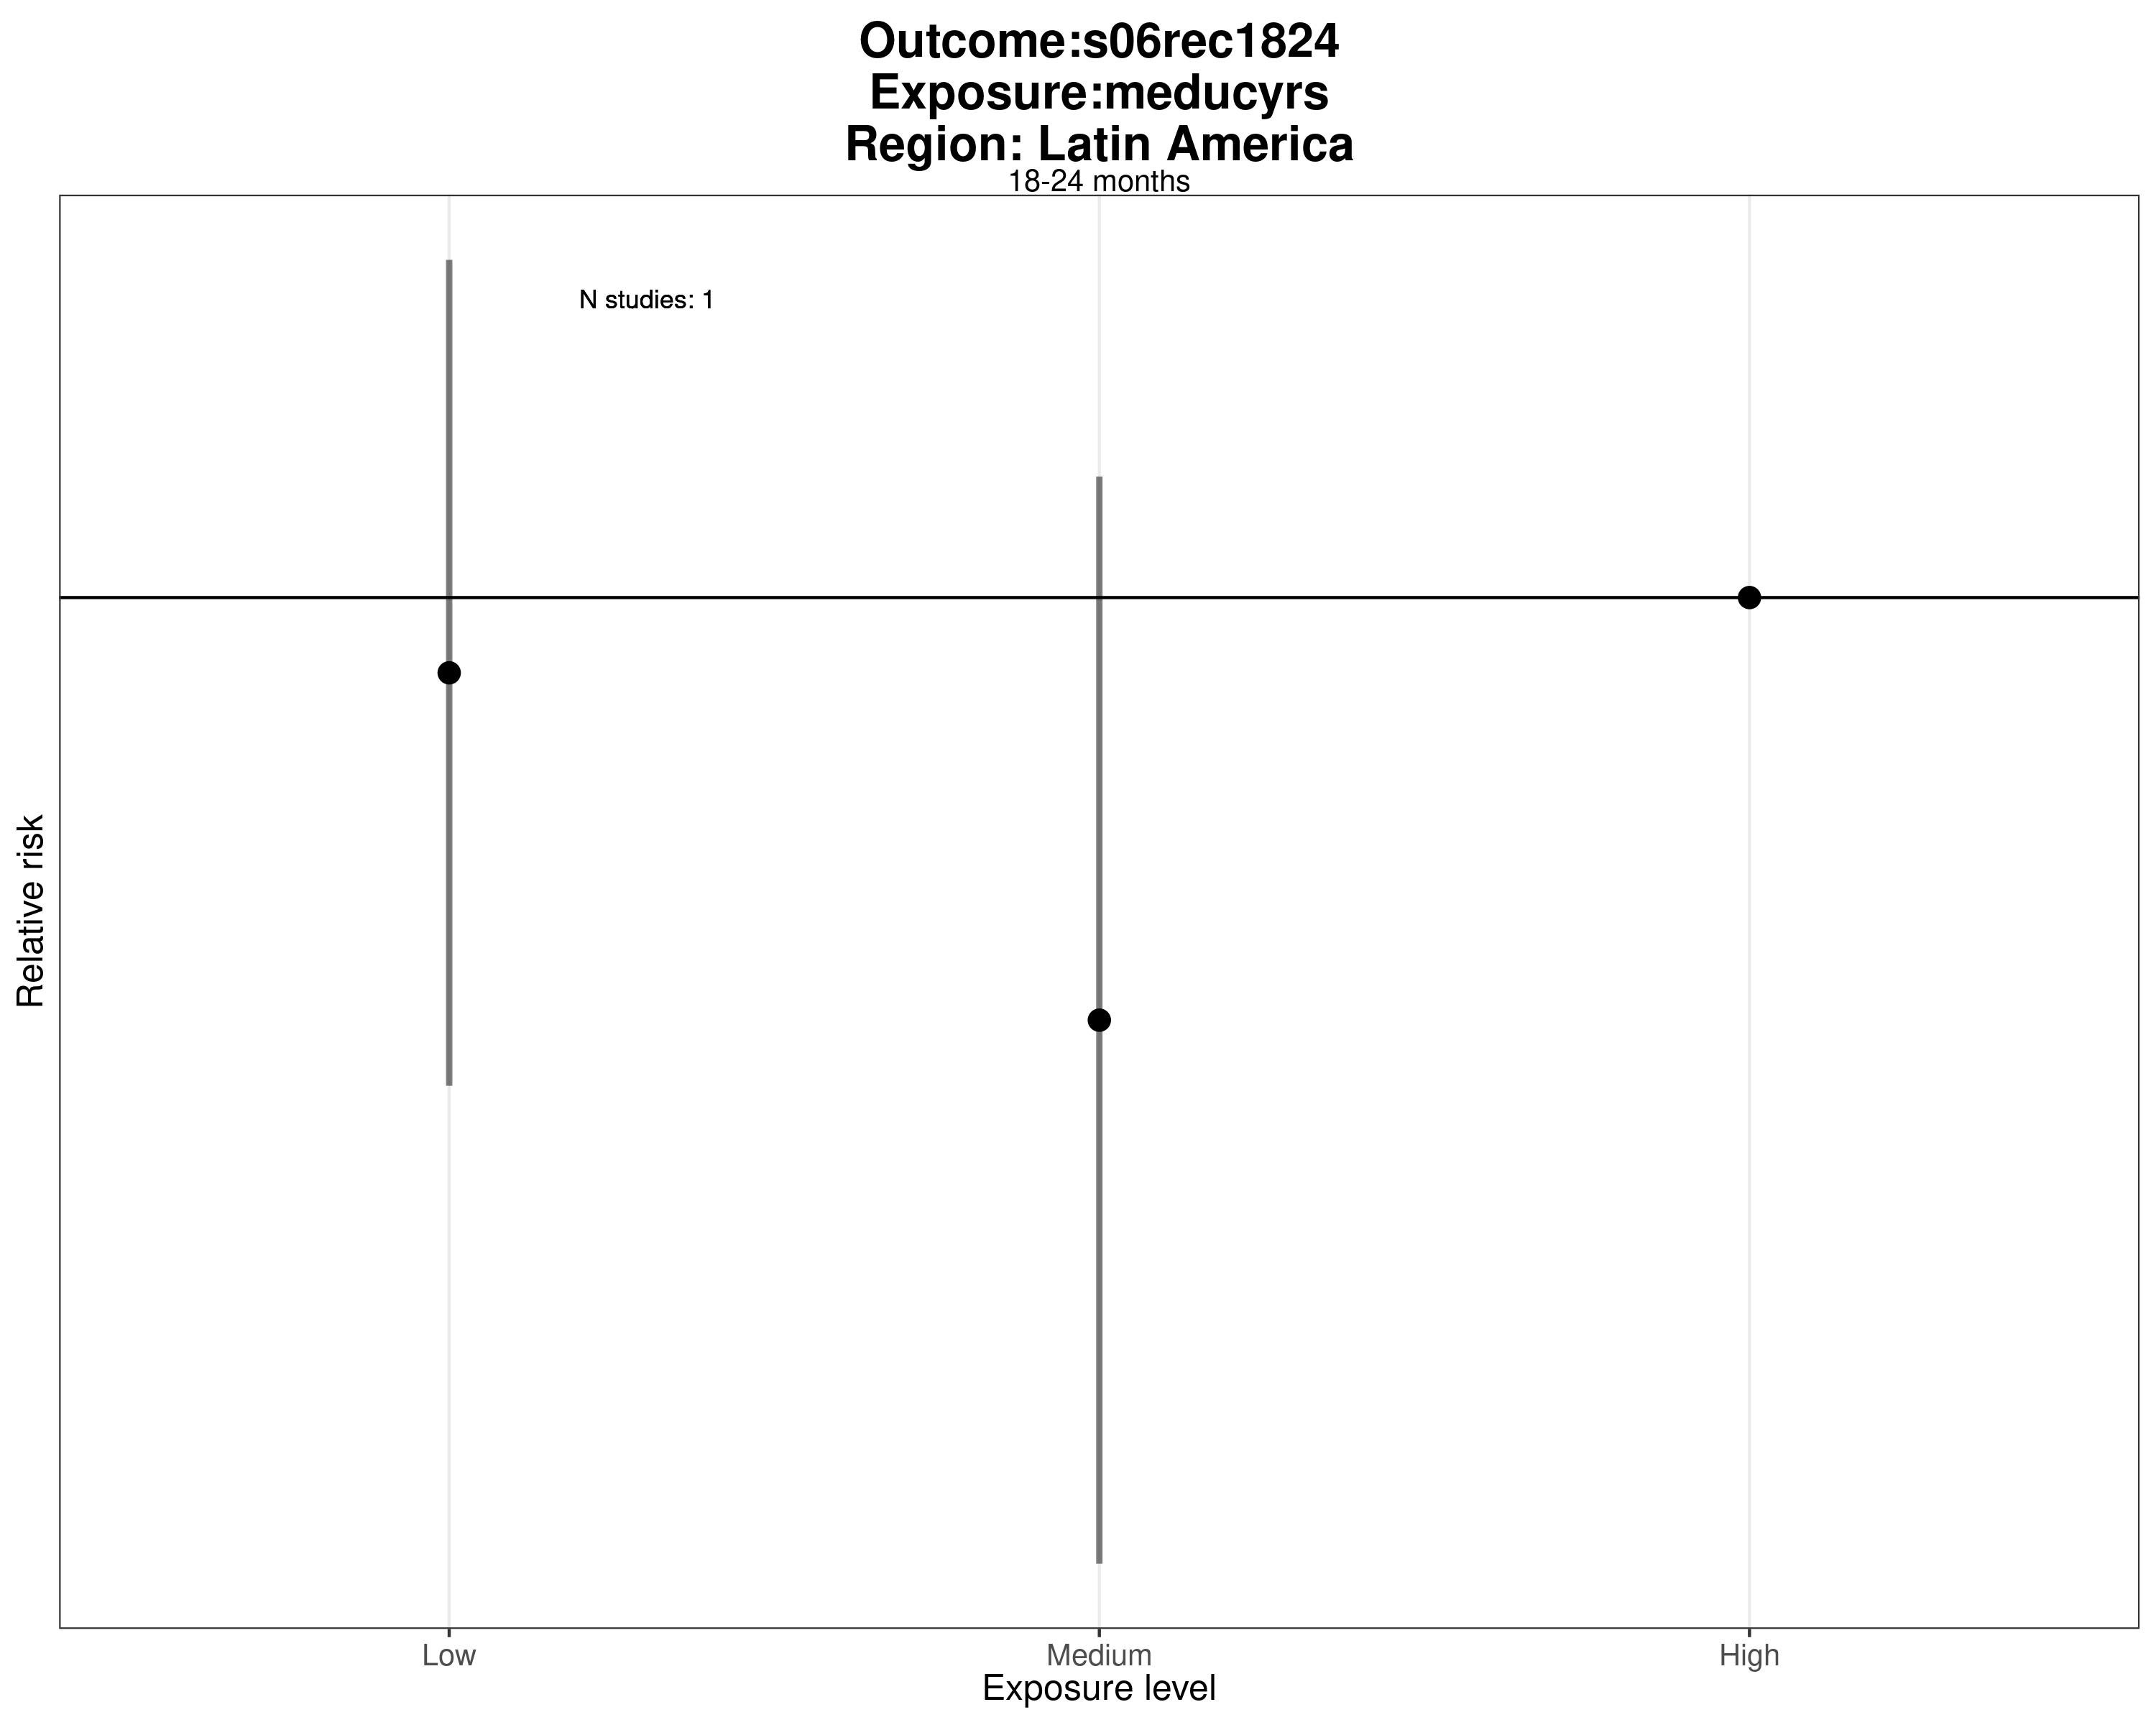 Outcome:s06rec1824
Exposure:meducyrs
Region: Latin America
18-24 months
N studies: 1
Relative risk
Low
Medium
High
Exposure level